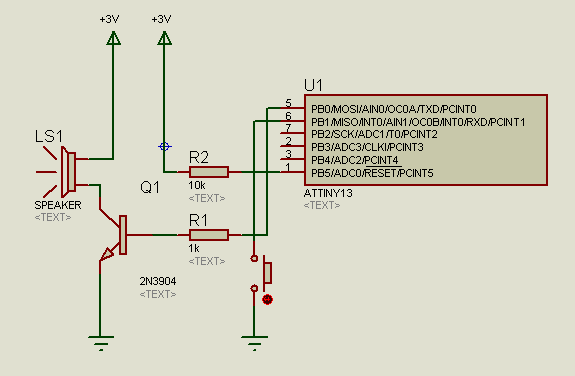 +3V
+3V
U1
5 PB0/MOSI/AIN0/OC0A/TXD/PCINT0
6 PB1/MISO/INT0/AIN1/OC0B/INT0/RXD/PCINT1
7 PB2/SCK/ADC1/T0/PCINT2
2 PB3/ADC3/CLKI/PCINT3
3 PB4/ADC2/PCINT4
1 PB5/ADC0/RESET/PCINT5
ATTINY13
<TEXT>
LS1
SPEAKER
<TEXT>
R2
10k
<TEXT>
Q1
2N3904
<TEXT>
R1
1k
<TEXT>